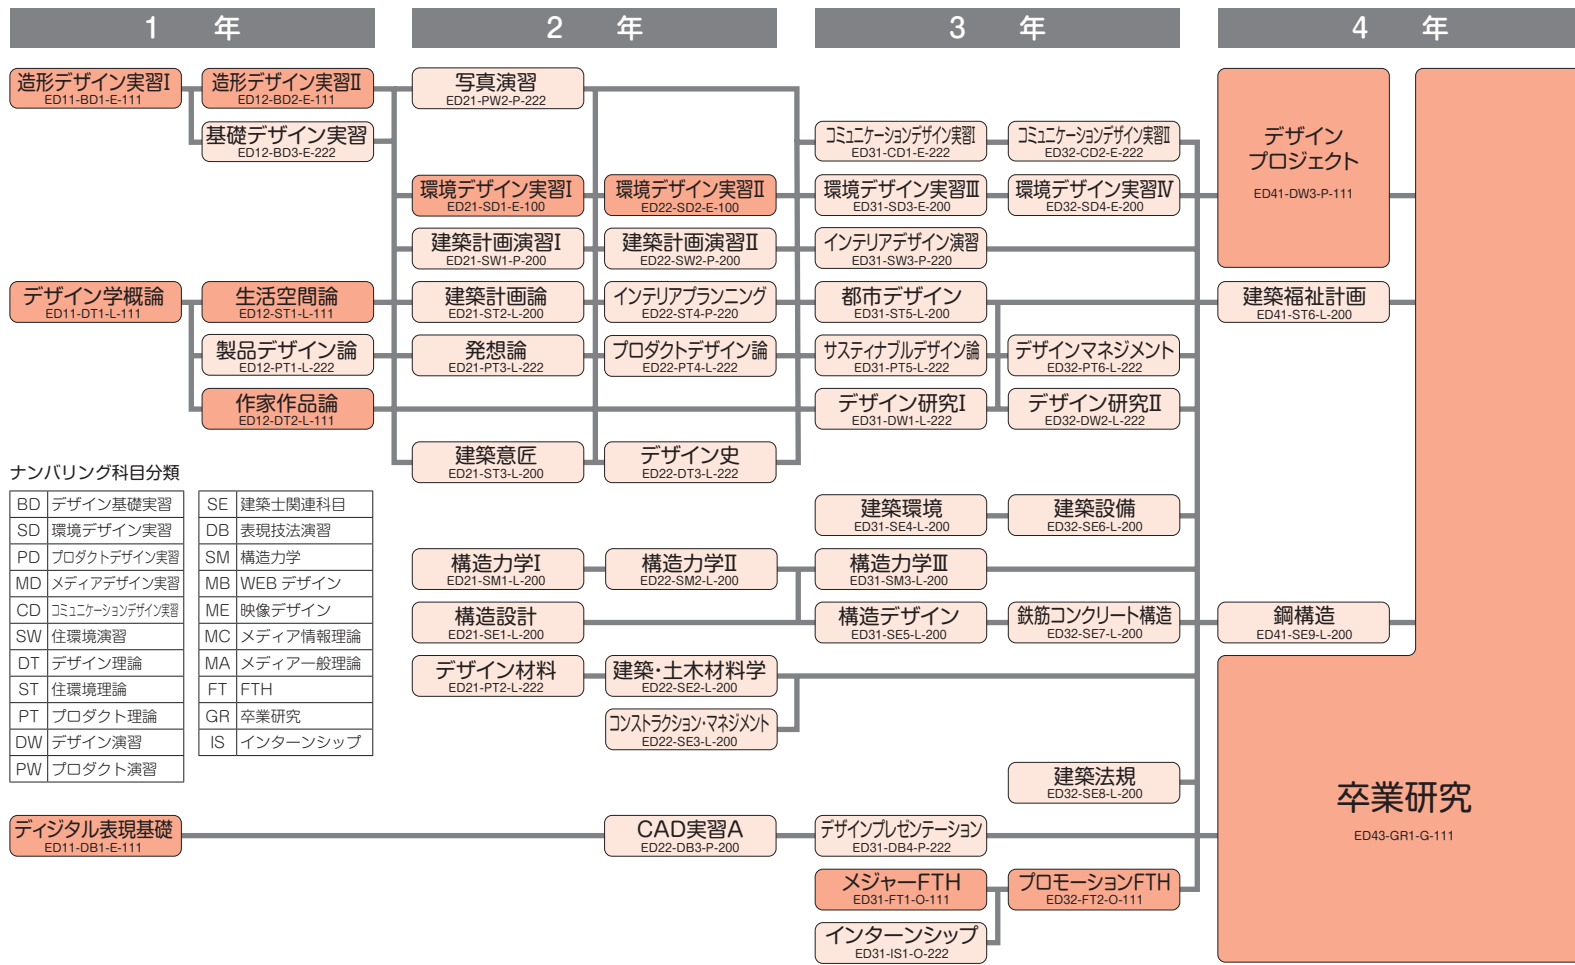 1 年
2 年
3 年
4 年
造形デザイン実習Ⅰ
ED11-BD1-E-111
造形デザイン実習Ⅱ
ED12-BD2-E-111
写真演習
ED21-PW2-P-222
基礎デザイン実習
ED12-BD3-E-222
コミュニケーションデザイン実習Ⅰ
ED31-CD1-E-222
コミュニケーションデザイン実習Ⅱ
ED32-CD2-E-222
デザイン
プロジェクト
ED41-DW3-P-111
環境デザイン実習Ⅰ
ED21-SD1-E-100
環境デザイン実習Ⅱ
ED22-SD2-E-100
環境デザイン実習Ⅲ
ED31-SD3-E-200
環境デザイン実習Ⅳ
ED32-SD4-E-200
建築計画演習Ⅰ
ED21-SW1-P-200
建築計画演習Ⅱ
ED22-SW2-P-200
インテリアデザイン演習
ED31-SW3-P-220
デザイン学概論
ED11-DT1-L-111
生活空間論
ED12-ST1-L-111
建築計画論
ED21-ST2-L-200
インテリアプランニング
ED22-ST4-P-220
都市デザイン
ED31-ST5-L-200
建築福祉計画
ED41-ST6-L-200
製品デザイン論
ED12-PT1-L-222
発想論
ED21-PT3-L-222
プロダクトデザイン論
ED22-PT4-L-222
サスティナブルデザイン論
ED31-PT5-L-222
デザインマネジメント
ED32-PT6-L-222
作家作品論
ED12-DT2-L-111
デザイン研究Ⅰ
ED31-DW1-L-222
デザイン研究Ⅱ
ED32-DW2-L-222
建築意匠
ED21-ST3-L-200
デザイン史
ED22-DT3-L-222
ナンバリング科目分類
BD デザイン基礎実習
SD 環境デザイン実習
PD プロダクトデザイン実習
MD メディアデザイン実習
CD コミュニケーションデザイン実習
SW 住環境演習
DT デザイン理論
ST 住環境理論
PT プロダクト理論
DW デザイン演習
PW プロダクト演習
SE 建築士関連科目
DB 表現技法演習
SM 構造力学
MB WEB デザイン
ME 映像デザイン
MC メディア情報理論
MA メディア一般理論
FT FTH
GR 卒業研究
IS インターンシップ
建築環境
ED31-SE4-L-200
建築設備
ED32-SE6-L-200
構造力学Ⅰ
ED21-SM1-L-200
構造力学Ⅱ
ED22-SM2-L-200
構造力学Ⅲ
ED31-SM3-L-200
構造設計
ED21-SE1-L-200
構造デザイン
ED31-SE5-L-200
鉄筋コンクリート構造
ED32-SE7-L-200
鋼構造
ED41-SE9-L-200
デザイン材料
ED21-PT2-L-222
建築・土木材料学
ED22-SE2-L-200
コンストラクション・マネジメント
ED22-SE3-L-200
建築法規
ED32-SE8-L-200
卒業研究
ED43-GR1-G-111
ディジタル表現基礎
ED11-DB1-E-111
CAD実習A
ED22-DB3-P-200
デザインプレゼンテーション
ED31-DB4-P-222
メジャーFTH
ED31-FT1-O-111
プロモーションFTH
ED32-FT2-O-111
インターンシップ
ED31-IS1-O-222